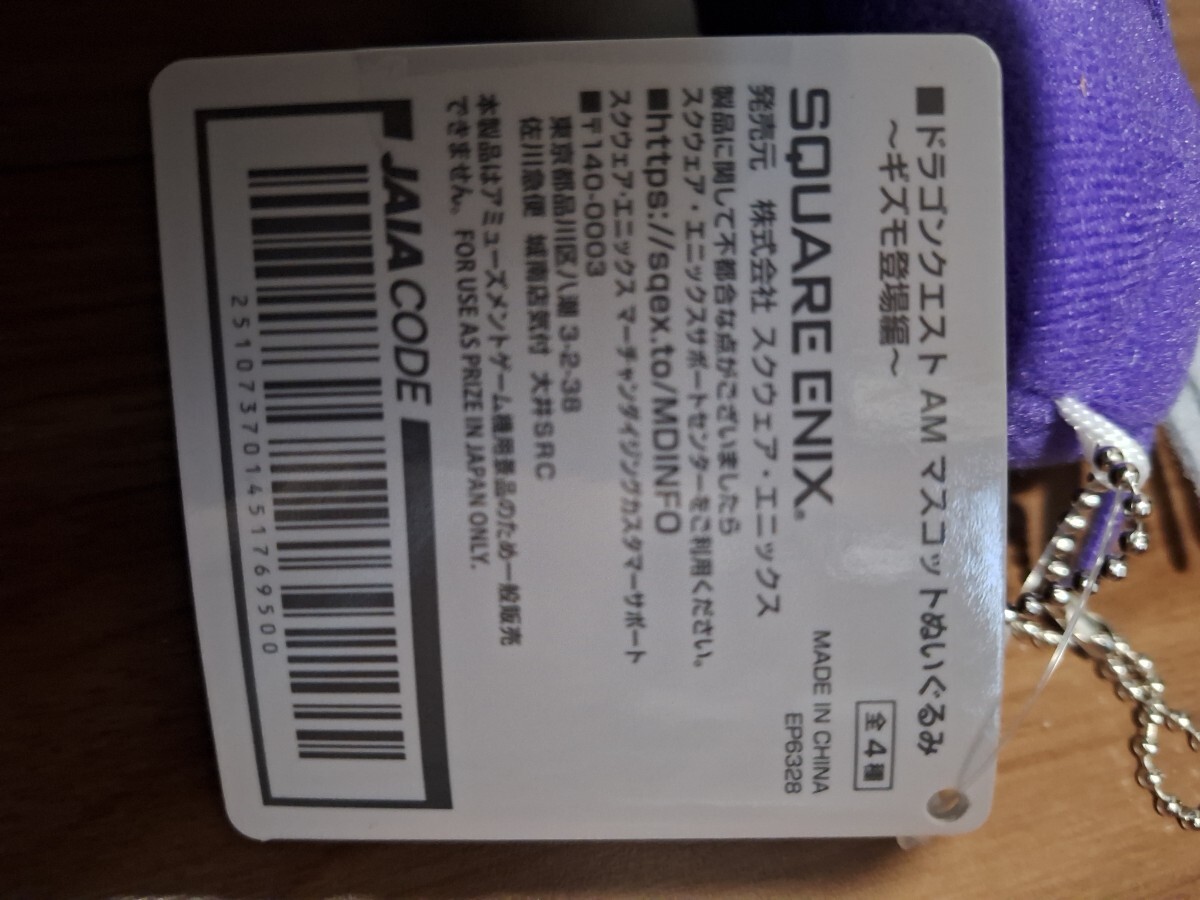 ■ドラゴンクエスト AM マスコットぬいぐるみ
～ギズモ登場編～
全4種
SQUARE ENIX®
MADE IN CHINA
EP6328
発売元 株式会社 スクウェア・エニックス
製品に関して不都合な点がございましたら
スクウェア・エニックスサポートセンターをご利用ください。
■https://sqex.to/MDINFO
スクウェア・エニックス マーチャンダイジングカスタマーサポート
■〒140-0003
東京都品川区八潮 3-2-38
佐川急便 城南店気付 大井SRC
本製品はアミューズメントゲーム機用景品のため一般販売
できません。 FOR USE AS PRIZE IN JAPAN ONLY.
JAIA CODE
251073701451769500